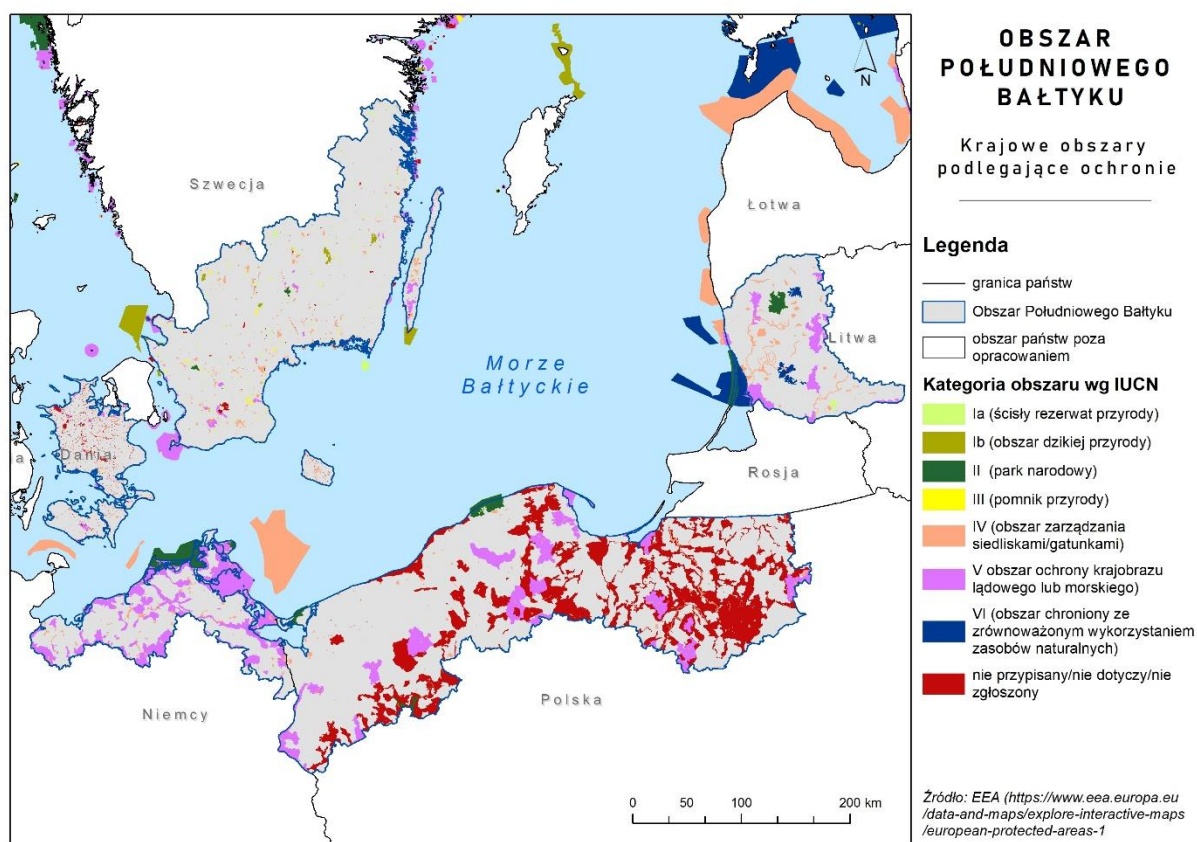 OBSZAR
POŁUDNIOWEGO
BAŁTYKU
Krajowe obszary
podlegające ochronie
N
Szwecja
Łotwa
Litwa
Morze
Bałtyckie
a
Dania
Rosja
Niemcy
Polska
0 50 100 200 km
Legenda
granica państw
Obszar Południowego Bałtyku
obszar państw poza
opracowaniem
Kategoria obszaru wg IUCN
Ia (ścisły rezerwat przyrody)
Ib (obszar dzikiej przyrody)
II (park narodowy)
III (pomnik przyrody)
IV (obszar zarządzania
siedliskami/gatunkami)
V obszar ochrony krajobrazu
lądowego lub morskiego)
VI (obszar chroniony ze
zrównoważonym wykorzystaniem
zasobów naturalnych)
nie przypisany/nie dotyczy/nie
zgłoszony
Źródło: EEA (https://www.eea.europa.eu
/data-and-maps/explore-interactive-maps
/european-protected-areas-1